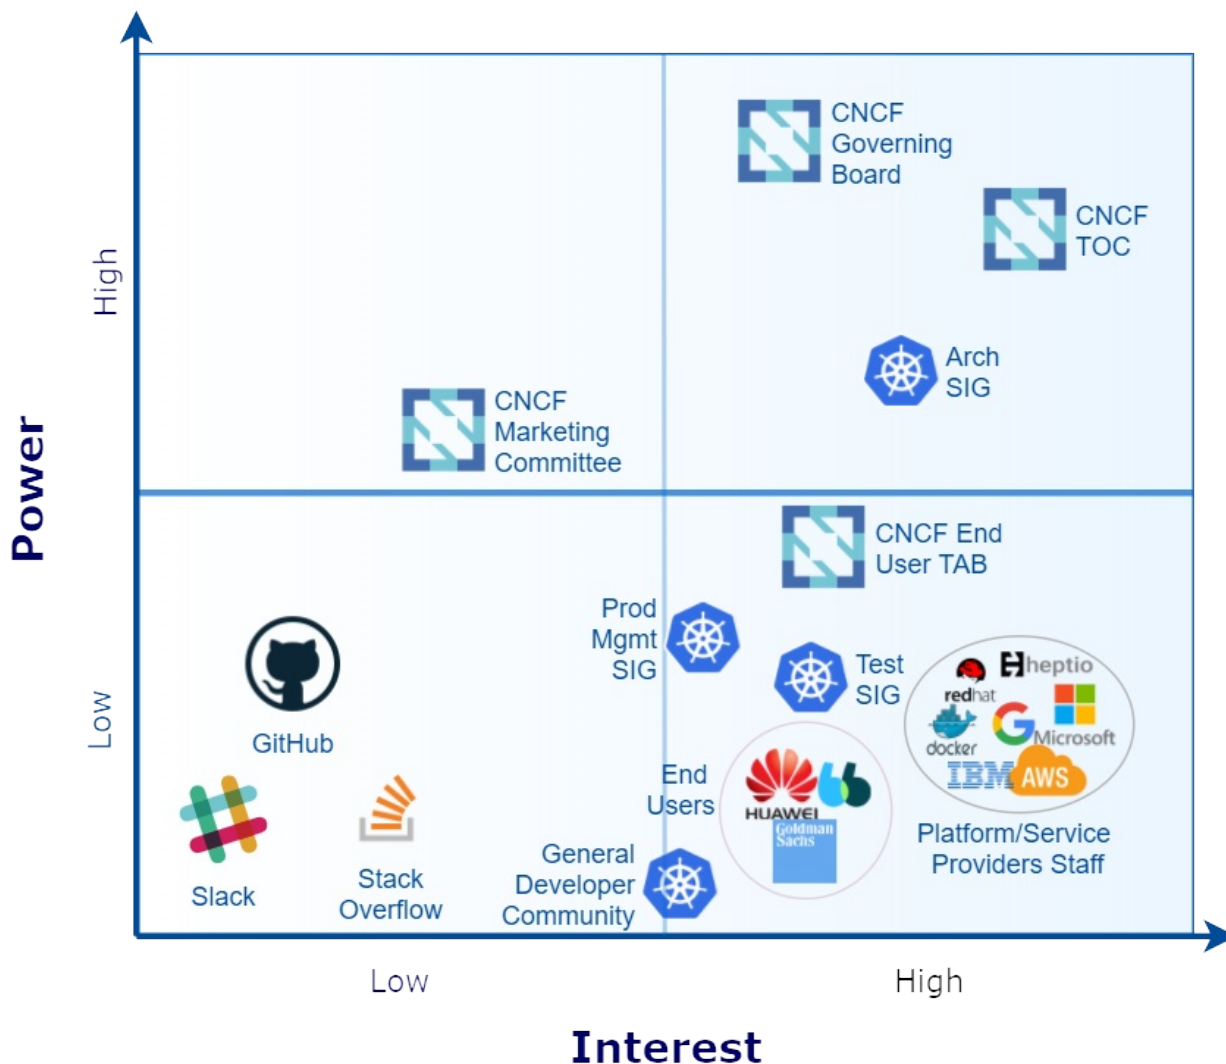 CNCF
Governing
Board
CNCF
TOC
High
Arch
SIG
CNCF
Marketing
Committee
Power
CNCF End
User TAB
Prod
Mgmt
SIG
Test
SIG
heptio
redhat
Microsoft
docker
IBM
AWS
Low
GitHub
End
Users
HUAWEI
Goldman
Sachs
Platform/Service
Providers Staff
General
Developer
Community
Stack
Overflow
Slack
Low
High
Interest